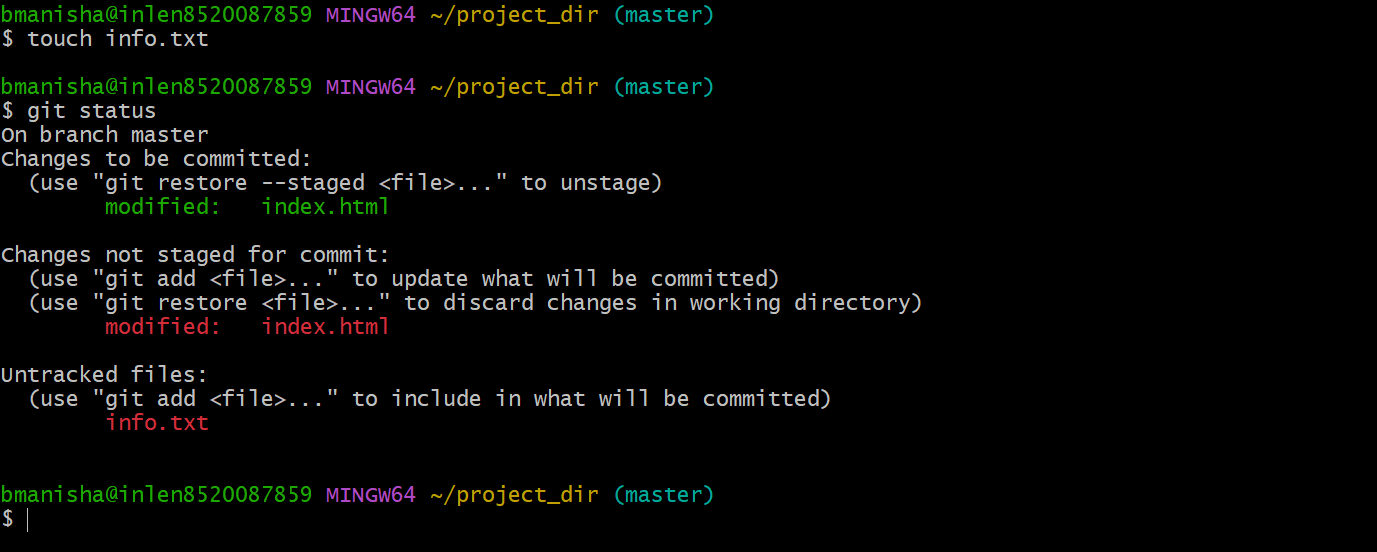 bmanisha@inlen8520087859 MINGW64 ~/project_dir (master)
$ touch info.txt
bmanisha@inlen8520087859 MINGW64 ~/project_dir (master)
$ git status
On branch master
Changes to be committed:
  (use "git restore --staged <file>..." to unstage)
        modified:   index.html
Changes not staged for commit:
  (use "git add <file>..." to update what will be committed)
  (use "git restore <file>..." to discard changes in working directory)
        modified:   index.html
Untracked files:
  (use "git add <file>..." to include in what will be committed)
        info.txt
bmanisha@inlen8520087859 MINGW64 ~/project_dir (master)
$